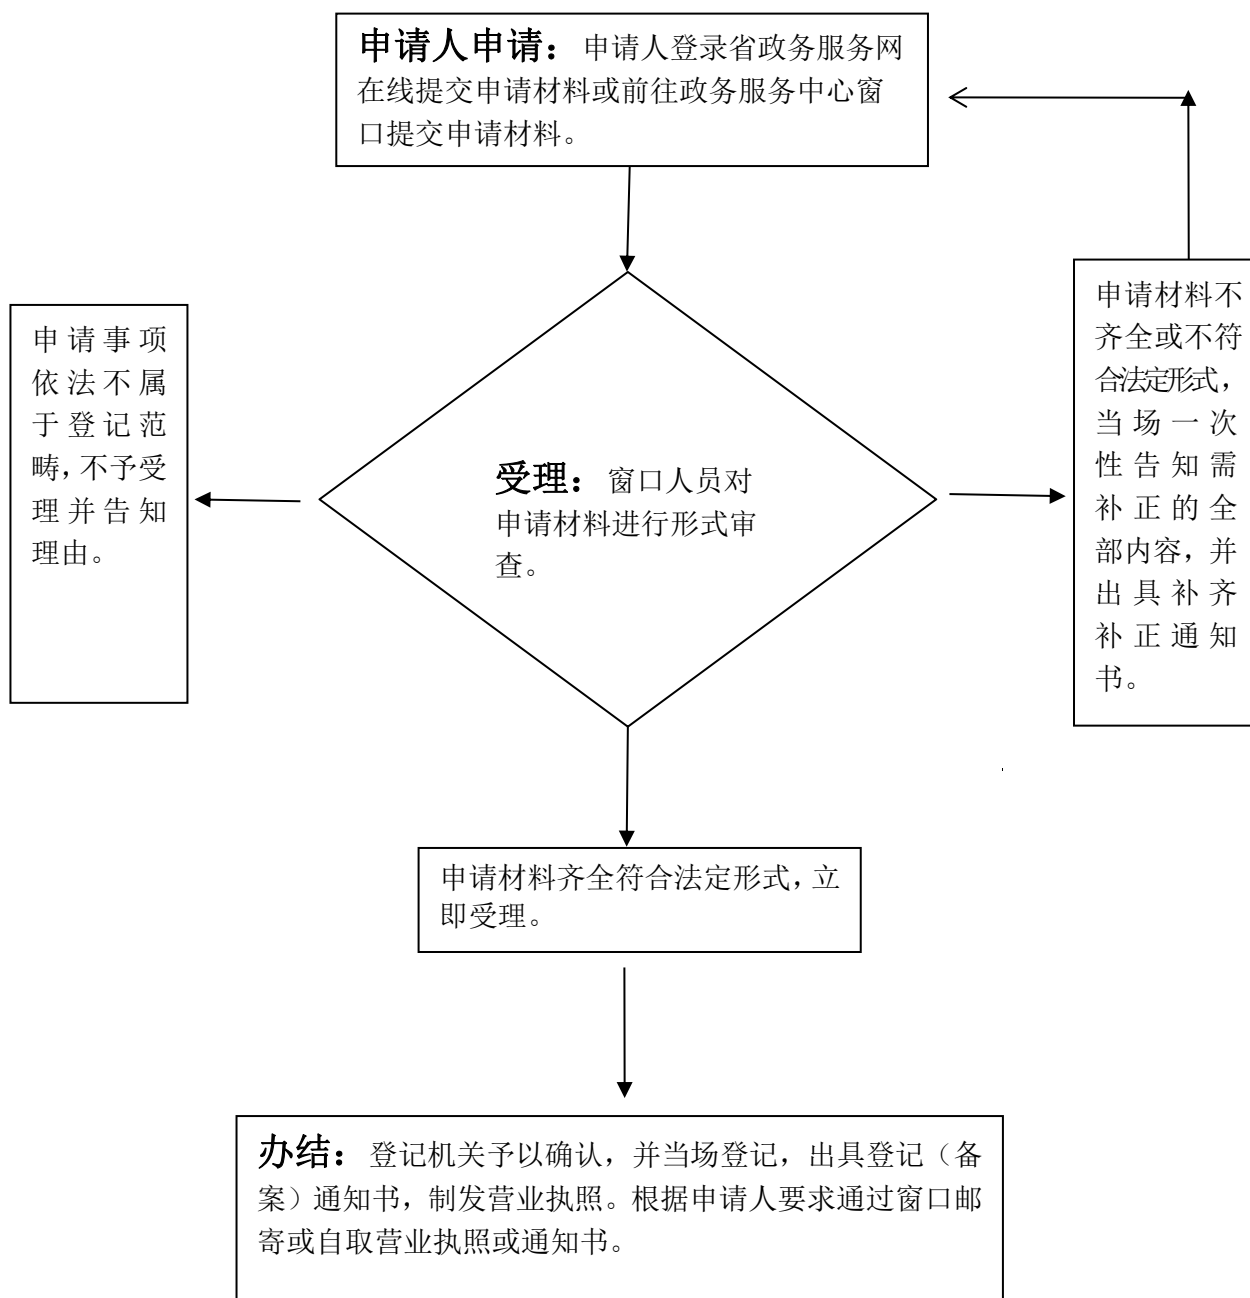 申请人申请：申请人登录省政务服务网
在线提交申请材料或前往政务服务中心窗
口提交申请材料。
申请事项
依法不属
于登记范
畴，不予受
理并告知
理由。
受理：窗口人员对
申请材料进行形式审
查。
申请材料不
齐全或不符
合法定形式，
当场一次
性告知需
补正的全
部内容，并
出具补齐
补正通知
书。
申请材料齐全符合法定形式，立
即受理。
办结：登记机关予以确认，并当场登记，出具登记（备
案）通知书，制发营业执照。根据申请人要求通过窗口邮
寄或自取营业执照或通知书。